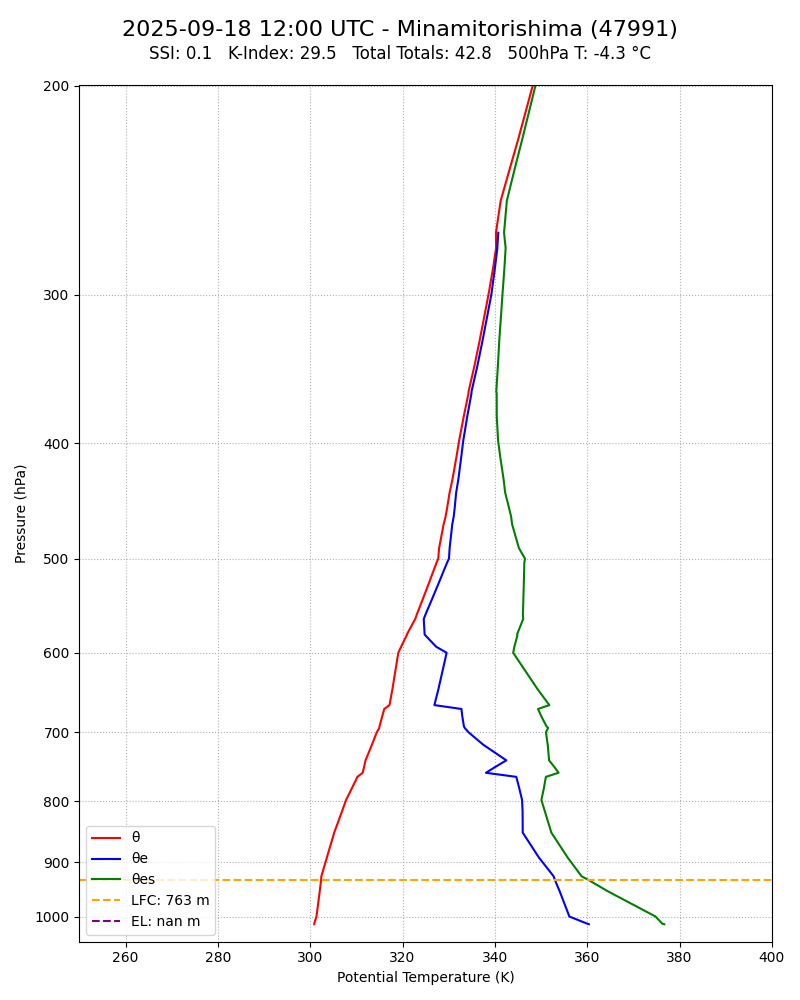 2025-09-18 12:00 UTC - Minamitorishima (47991)
SSI: 0.1 K-Index: 29.5 Total Totals: 42.8 500hPa T: -4.3 °C
200
300
400
500
600
700
800
900
1000
Pressure (hPa)
θ
θe
θes
LFC: 763 m
EL: nan m
260 280 300 320 340 360 380 400
Potential Temperature (K)